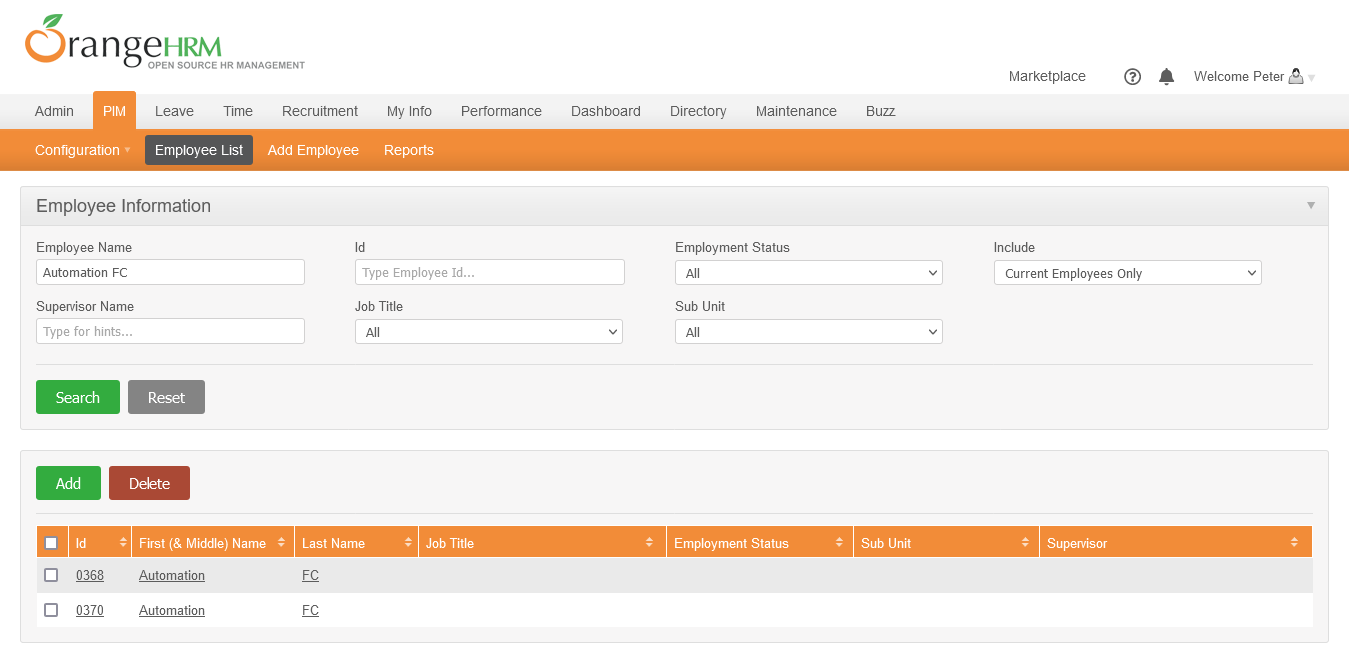 OrangeHRM
OPEN SOURCE HR MANAGEMENT
Marketplace Welcome Peter
Admin PIM Leave Time Recruitment My Info Performance Dashboard Directory Maintenance Buzz
Configuration Employee List Add Employee Reports
Employee Information
Employee Name Id Employment Status Include
Automation FC Type Employee Id... All Current Employees Only
Supervisor Name Job Title Sub Unit
Type for hints... All All
Search Reset
Add Delete
Id First (& Middle) Name Last Name Job Title Employment Status Sub Unit Supervisor
0368 Automation FC
0370 Automation FC